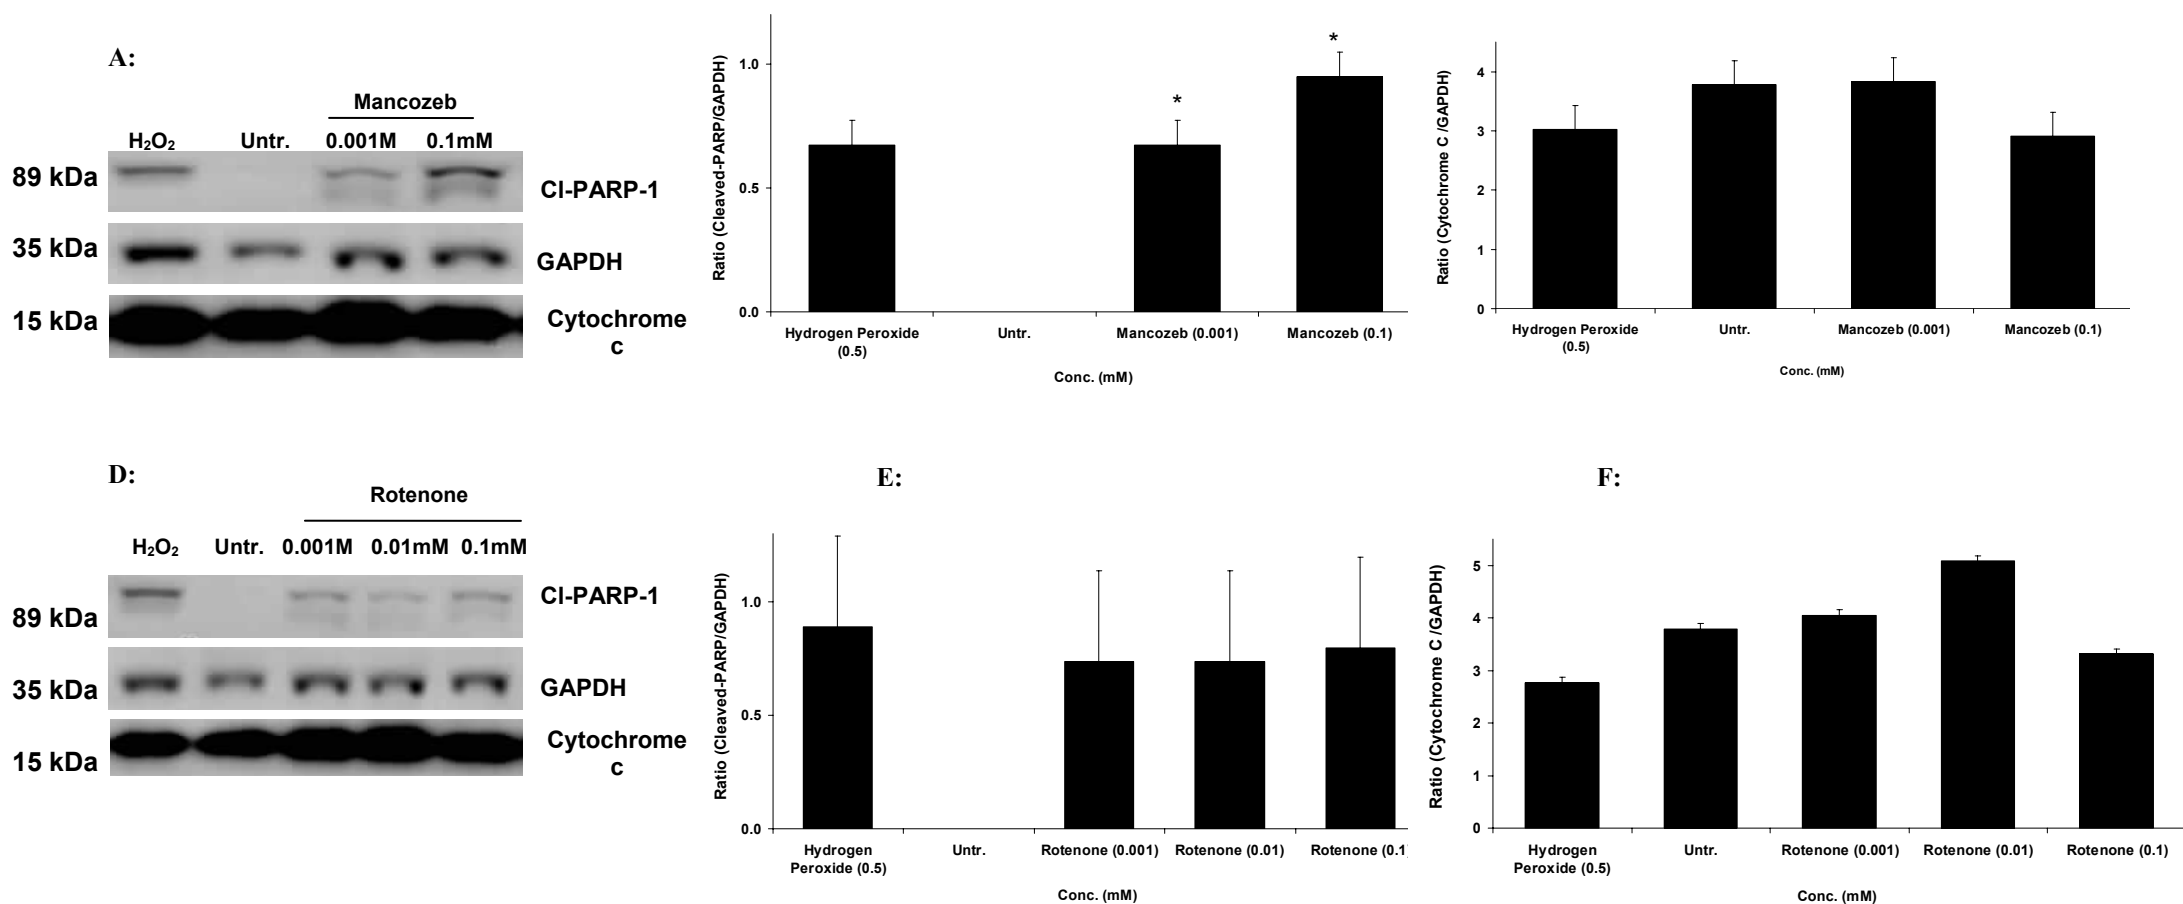 A:
Mancozeb
H₂O₂ Untr. 0.001M 0.1mM
89 kDa
Cl-PARP-1
35 kDa
GAPDH
15 kDa
Cytochrome
c
Ratio (Cleaved-PARP/GAPDH)
1.0
0.5
0.0
*
*
Hydrogen Peroxide
(0.5)
Untr.
Mancozeb (0.001)
Mancozeb (0.1)
Conc. (mM)
Ratio (Cytochrome C /GAPDH)
4
3
2
1
0
Hydrogen Peroxide
(0.5)
Untr.
Mancozeb (0.001)
Mancozeb (0.1)
Conc. (mM)
D:
Rotenone
H₂O₂ Untr. 0.001M 0.01mM 0.1mM
89 kDa
Cl-PARP-1
35 kDa
GAPDH
15 kDa
Cytochrome
c
E:
Ratio (Cleaved-PARP/GAPDH)
1.0
0.5
0.0
Hydrogen
Peroxide (0.5)
Untr.
Rotenone (0.001)
Rotenone (0.01)
Rotenone (0.1
Conc. (mM)
F:
Ratio (Cytochrome C /GAPDH)
5
4
3
2
1
0
Hydrogen
Peroxide (0.5)
Untr.
Rotenone (0.001)
Rotenone (0.01)
Rotenone (0.1)
Conc. (mM)